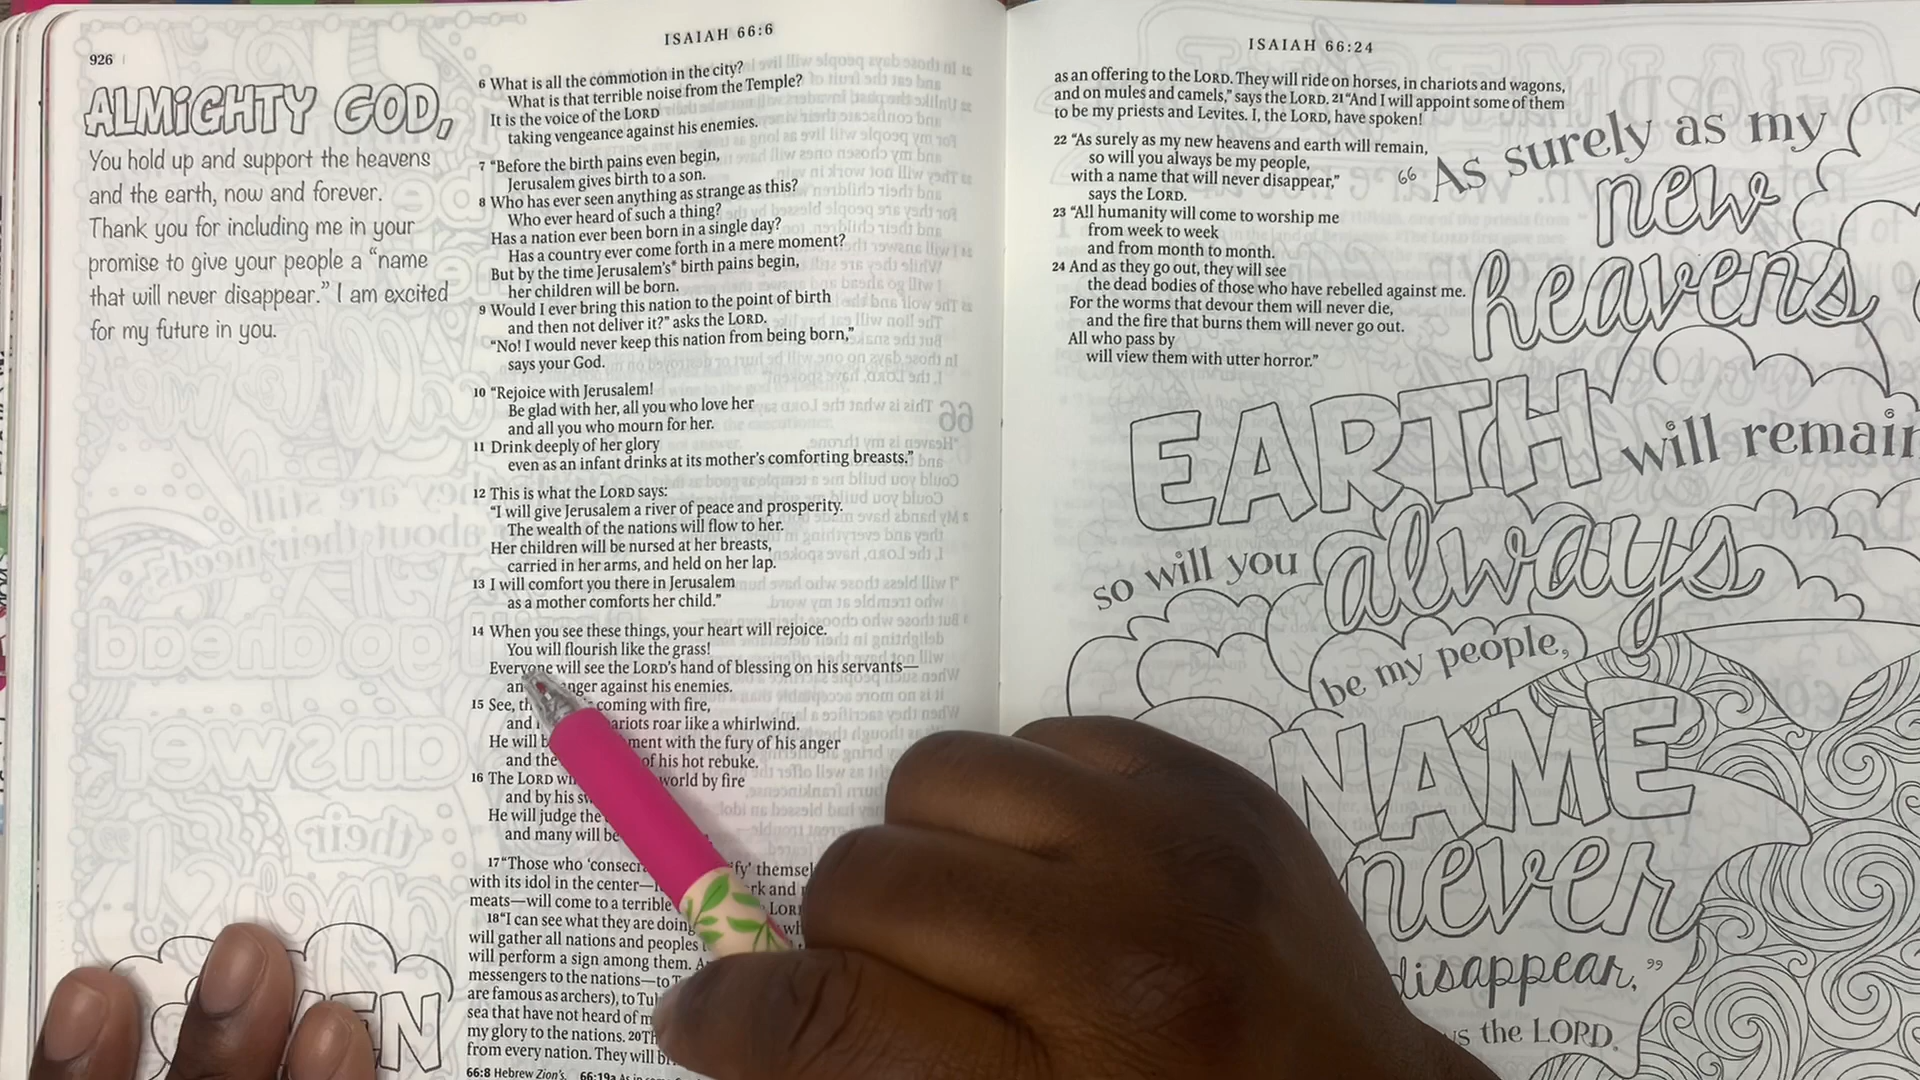 ISAIAH 66:6
926
ALMIGHTY GOD,
You hold up and support the heavens
and the earth, now and forever.
Thank you for including me in your
promise to give your people a “name
that will never disappear.” I am excited
for my future in you.
6 What is all the commotion in the city?
What is that terrible noise from the Temple?
It is the voice of the LORD
taking vengeance against his enemies.
7 “Before the birth pains even begin,
Jerusalem gives birth to a son.
8 Who has ever seen anything as strange as this?
Who ever heard of such a thing?
Has a nation ever been born in a single day?
Has a country ever come forth in a mere moment?
But by the time Jerusalem’s* birth pains begin,
her children will be born.
9 Would I ever bring this nation to the point of birth
and then not deliver it?” asks the LORD.
“No! I would never keep this nation from being born,”
says your God.
10 “Rejoice with Jerusalem!
Be glad with her, all you who love her
and all you who mourn for her.
11 Drink deeply of her glory
even as an infant drinks at its mother’s comforting breasts.”
12 This is what the LORD says:
“I will give Jerusalem a river of peace and prosperity.
The wealth of the nations will flow to her.
Her children will be nursed at her breasts,
carried in her arms, and held on her lap.
13 I will comfort you there in Jerusalem
as a mother comforts her child.”
14 When you see these things, your heart will rejoice.
You will flourish like the grass!
Everyone will see the LORD’s hand of blessing on his servants—
against his enemies.
15 See, coming with fire,
and roar like a whirlwind.
He will with the fury of his anger
and the of his hot rebuke.
16 The LORD world by fire
and by his
He will judge the
and many will be
17 “Those who ‘consecr
with its idol in the center— and
meats—will come to a terrible
18 “I can see what they are doing
will gather all nations and peoples
will perform a sign among them.
messengers to the nations—to
are famous as archers), to
sea that have not heard of
my glory to the nations. 20
from every nation. They will
66:8 Hebrew Zion’s. 66:19a
ISAIAH 66:24
as an offering to the LORD. They will ride on horses, in chariots and wagons,
and on mules and camels,” says the LORD. 21 “And I will appoint some of them
to be my priests and Levites. I, the LORD, have spoken!
22 “As surely as my new heavens and earth will remain,
so will you always be my people,
with a name that will never disappear,”
says the LORD.
23 “All humanity will come to worship me
from week to week
and from month to month.
24 And as they go out, they will see
the dead bodies of those who have rebelled against me.
For the worms that devour them will never die,
and the fire that burns them will never go out.
All who pass by
will view them with utter horror.”
“As surely as my
new
heavens
EARTH will remain
so will you always
be my people,
NAME
never
disappear,”
the LORD.